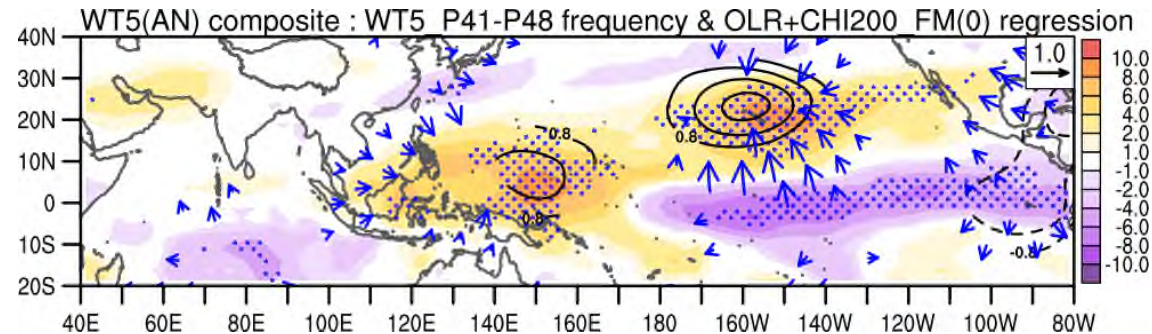 WT5(AN) composite : WT5_P41-P48 frequency & OLR+CHI200_FM(0) regression
40N
30N
20N
10N
0
10S
20S
40E 60E 80E 100E 120E 140E 160E 180 160W 140W 120W 100W 80W
1.0
0.8
0.8
0.8
-0.8
10.0
8.0
6.0
4.0
2.0
1.0
-1.0
-2.0
-4.0
-6.0
-8.0
-10.0